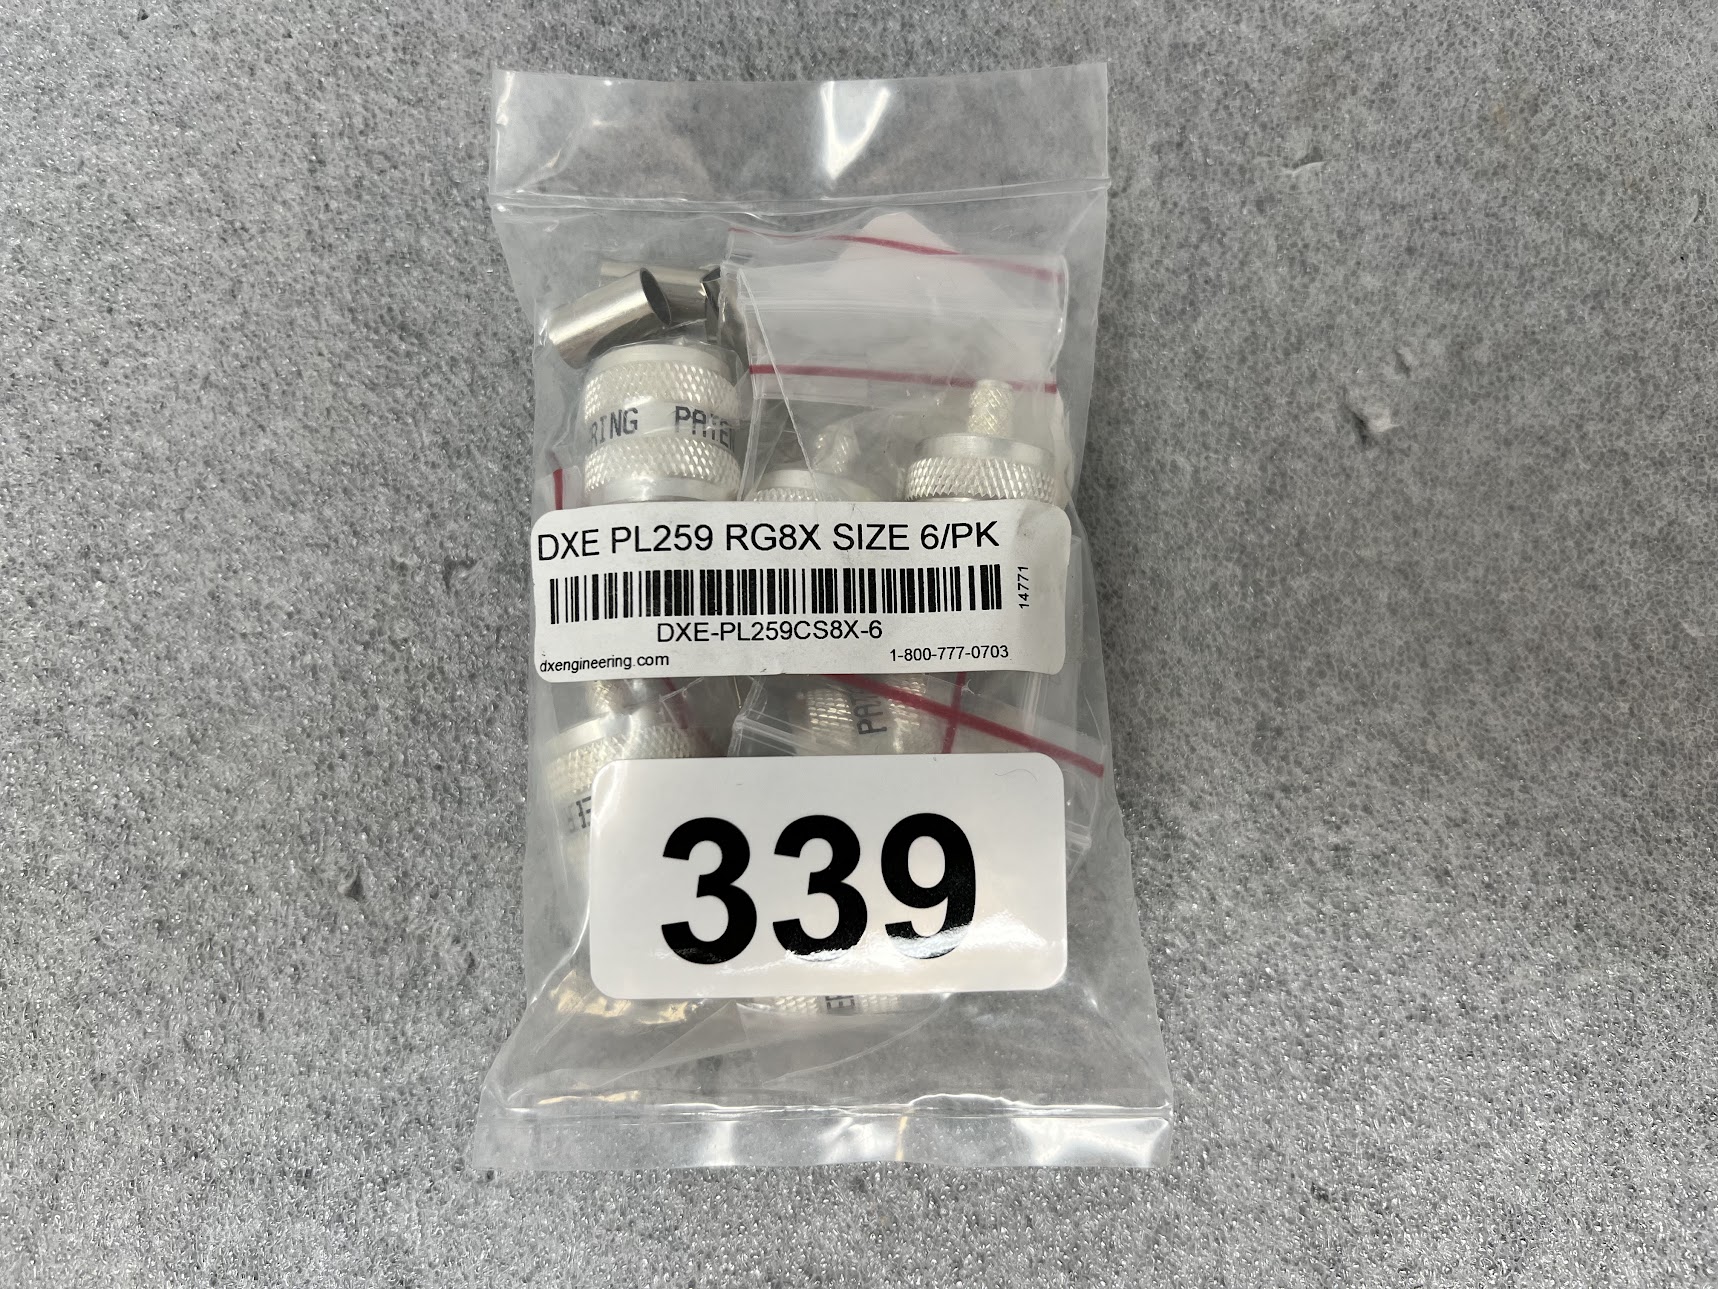 RING PATEN
DXE PL259 RG8X SIZE 6/PK
14771
DXE-PL259CS8X-6
dxengineering.com
1-800-777-0703
PA
339